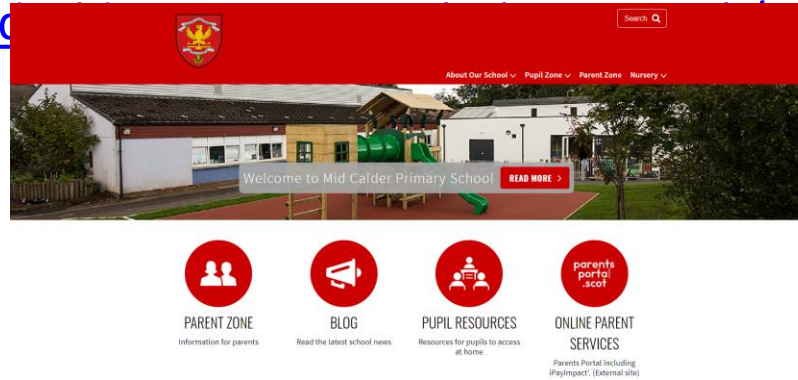 Search
About Our School Pupil Zone Parent Zone Nursery
Welcome to Mid Calder Primary School READ MORE >
parents
portal
.scot
PARENT ZONE
Information for parents
BLOG
Read the latest school news
PUPIL RESOURCES
Resources for pupils to access
at home
ONLINE PARENT
SERVICES
Parents Portal including
iPayImpact'. (External site)